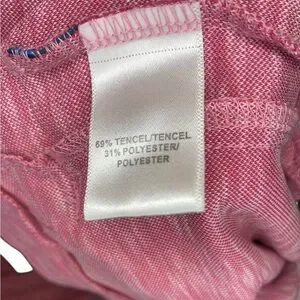 69% TENCEL/TENCEL
31% POLYESTER/
POLYESTER